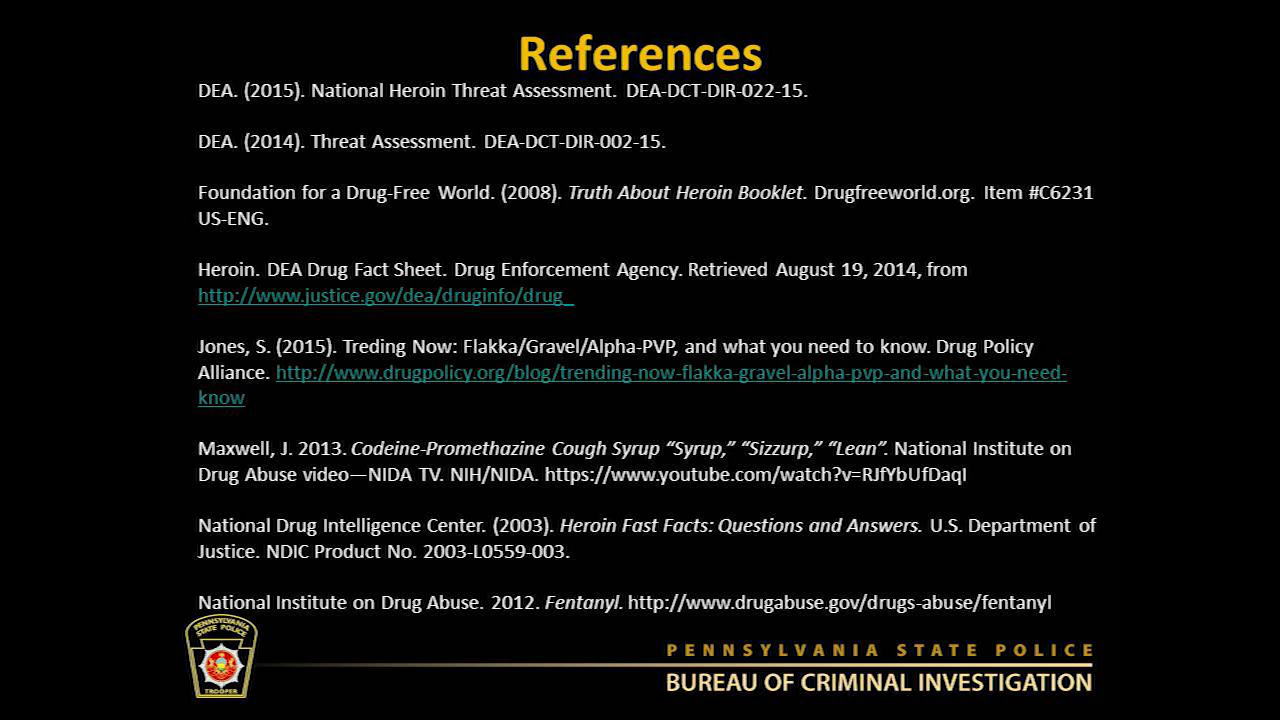 References
DEA. (2015). National Heroin Threat Assessment. DEA-DCT-DIR-022-15.
DEA. (2014). Threat Assessment. DEA-DCT-DIR-002-15.
Foundation for a Drug-Free World. (2008). Truth About Heroin Booklet. Drugfreeworld.org. Item #C6231
US-ENG.
Heroin. DEA Drug Fact Sheet. Drug Enforcement Agency. Retrieved August 19, 2014, from
http://www.justice.gov/dea/druginfo/drug_
Jones, S. (2015). Treding Now: Flakka/Gravel/Alpha-PVP, and what you need to know. Drug Policy
Alliance. http://www.drugpolicy.org/blog/trending-now-flakka-gravel-alpha-pvp-and-what-you-need-
know
Maxwell, J. 2013. Codeine-Promethazine Cough Syrup “Syrup,” “Sizzurp,” “Lean”. National Institute on
Drug Abuse video—NIDA TV. NIH/NIDA. https://www.youtube.com/watch?v=RJfYbUfDaqI
National Drug Intelligence Center. (2003). Heroin Fast Facts: Questions and Answers. U.S. Department of
Justice. NDIC Product No. 2003-L0559-003.
National Institute on Drug Abuse. 2012. Fentanyl. http://www.drugabuse.gov/drugs-abuse/fentanyl
PENNSYLVANIA
STATE POLICE
TROOPER
PENNSYLVANIA STATE POLICE
BUREAU OF CRIMINAL INVESTIGATION